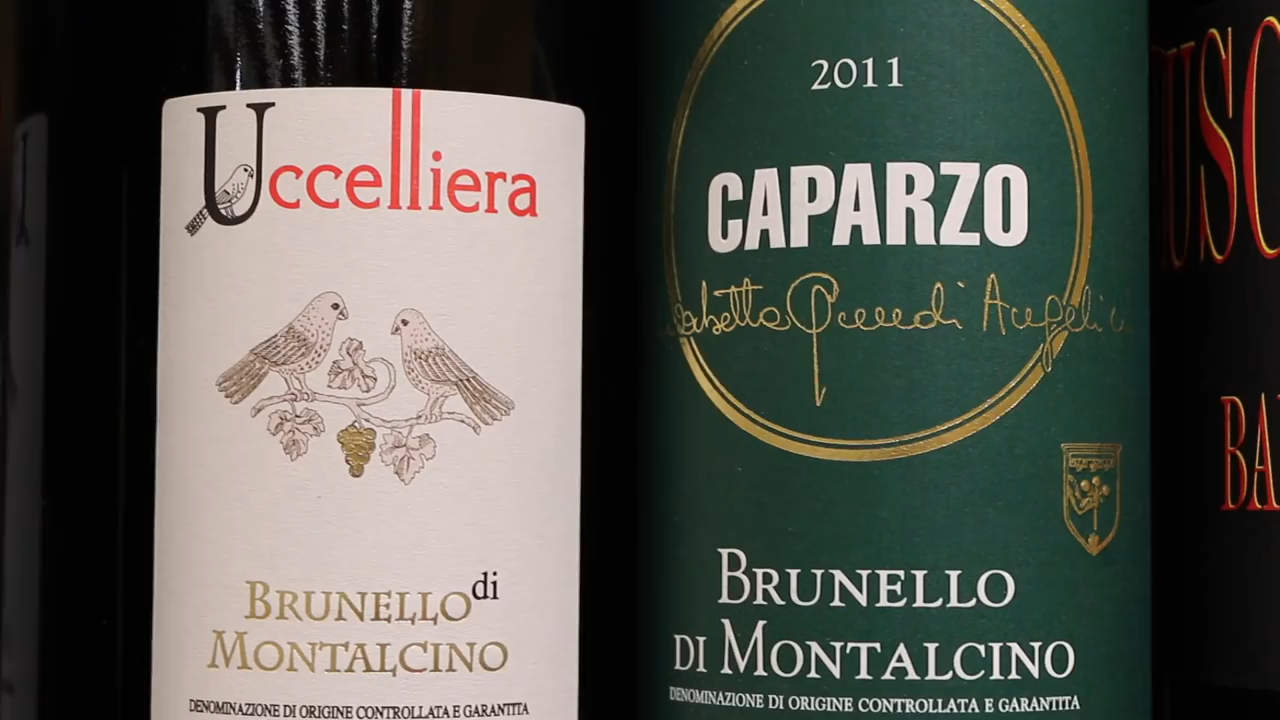 Uccelliera
BRUNELLO di
MONTALCINO
DENOMINAZIONE DI ORIGINE CONTROLLATA E GARANTITA
2011
CAPARZO
BRUNELLO
DI MONTALCINO
DENOMINAZIONE DI ORIGINE CONTROLLATA E GARANTITA